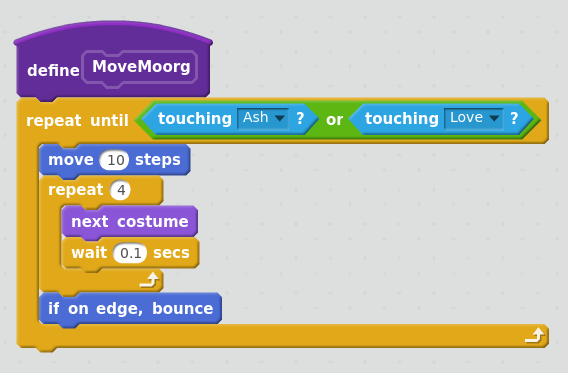 define MoveMoorg
repeat until touching Ash ? or touching Love ?
move 10 steps
repeat 4
next costume
wait 0.1 secs
if on edge, bounce